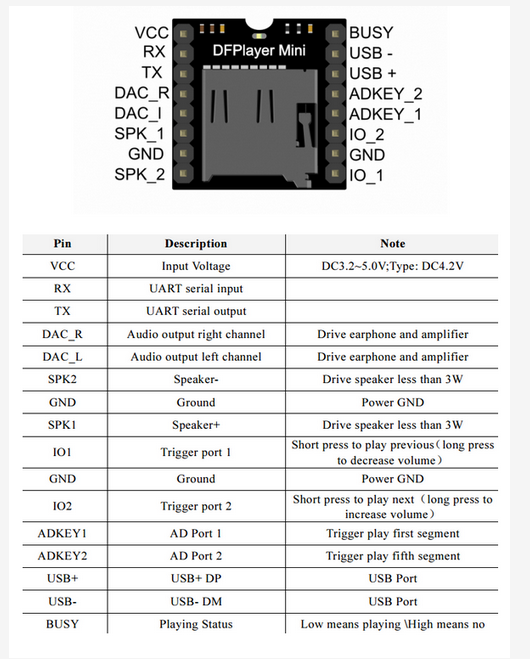 VCC
RX
TX
DAC_R
DAC_I
SPK_1
GND
SPK_2
DFPlayer Mini
BUSY
USB -
USB +
ADKEY_2
ADKEY_1
IO_2
GND
IO_1
Pin Description Note
VCC Input Voltage DC3.2~5.0V;Type: DC4.2V
RX UART serial input
TX UART serial output
DAC_R Audio output right channel Drive earphone and amplifier
DAC_L Audio output left channel Drive earphone and amplifier
SPK2 Speaker- Drive speaker less than 3W
GND Ground Power GND
SPK1 Speaker+ Drive speaker less than 3W
IO1 Trigger port 1 Short press to play previous（long press
to decrease volume）
GND Ground Power GND
IO2 Trigger port 2 Short press to play next（long press to
increase volume）
ADKEY1 AD Port 1 Trigger play first segment
ADKEY2 AD Port 2 Trigger play fifth segment
USB+ USB+ DP USB Port
USB- USB- DM USB Port
BUSY Playing Status Low means playing \High means no